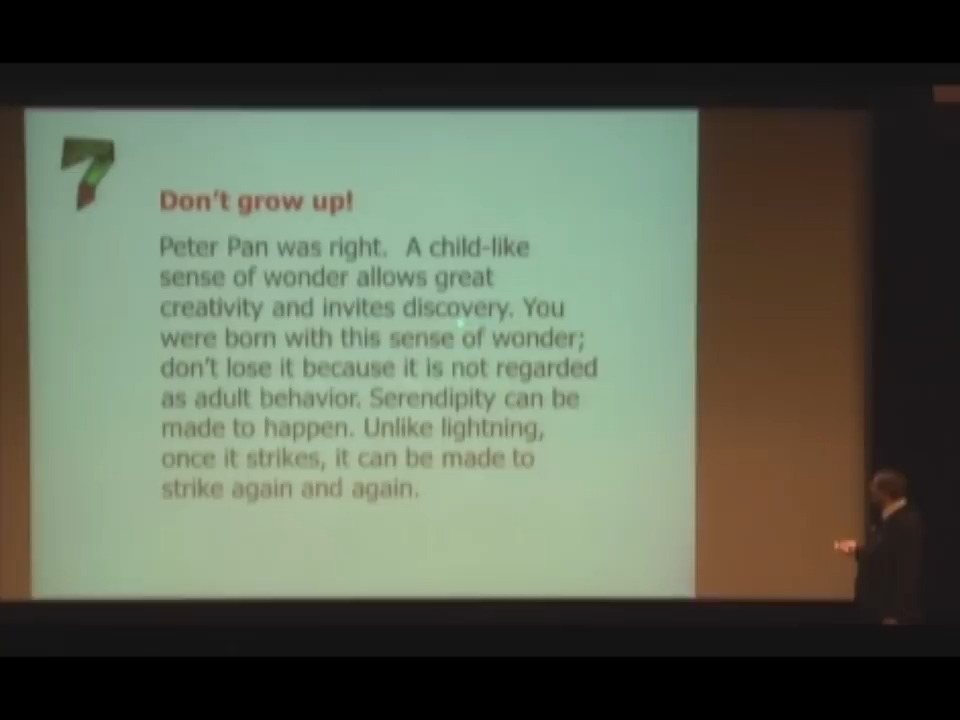 7
Don't grow up!
Peter Pan was right. A child-like
sense of wonder allows great
creativity and invites discovery. You
were born with this sense of wonder;
don't lose it because it is not regarded
as adult behavior. Serendipity can be
made to happen. Unlike lightning,
once it strikes, it can be made to
strike again and again.